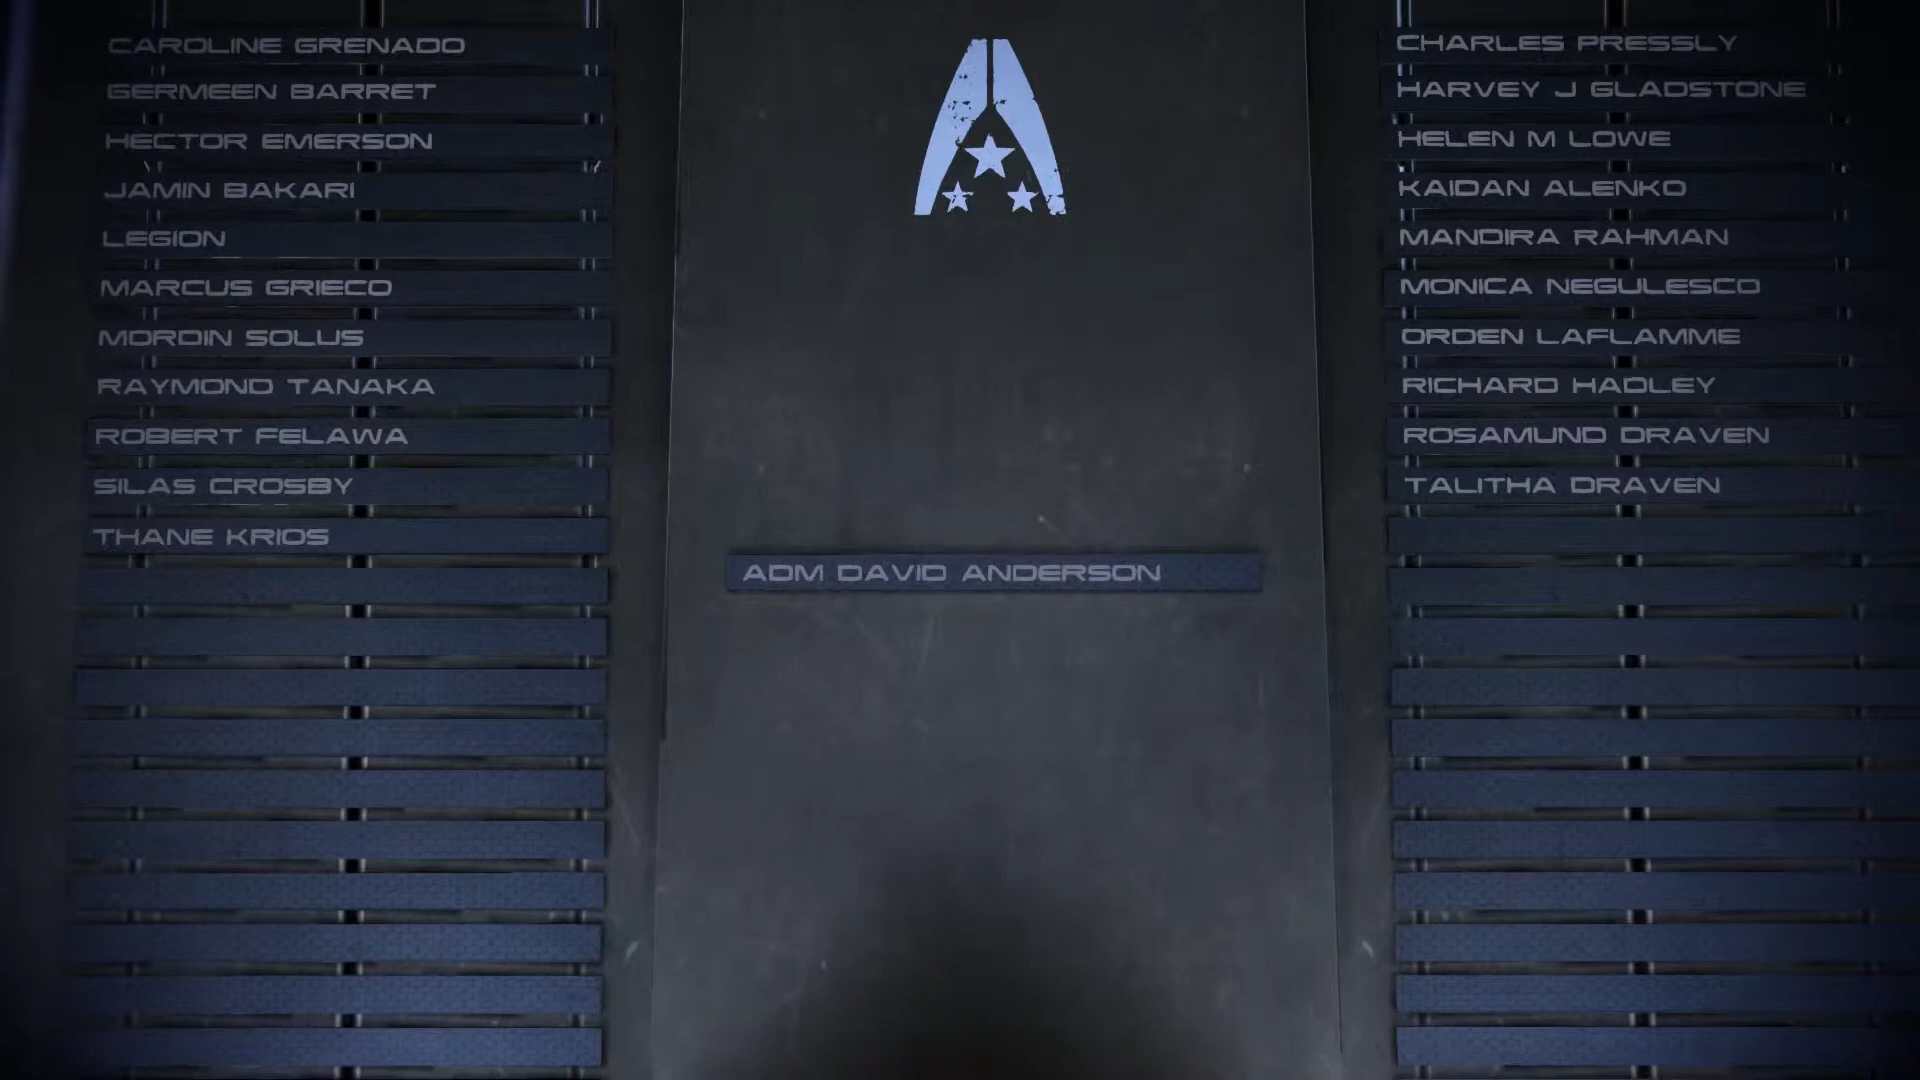 CAROLINE GRENADO
GERMEEN BARRET
HECTOR EMERSON
JAMIN BAKARI
LEGION
MARCUS GRIECO
MORDIN SOLUS
RAYMOND TANAKA
ROBERT FELAWA
SILAS CROSBY
THANE KRIOS
ADM DAVID ANDERSON
CHARLES PRESSLY
HARVEY J GLADSTONE
HELEN M LOWE
KAIDAN ALENKO
MANDIRA RAHMAN
MONICA NEGULESCO
ORDEN LAFLAMME
RICHARD HADLEY
ROSAMUND DRAVEN
TALITHA DRAVEN